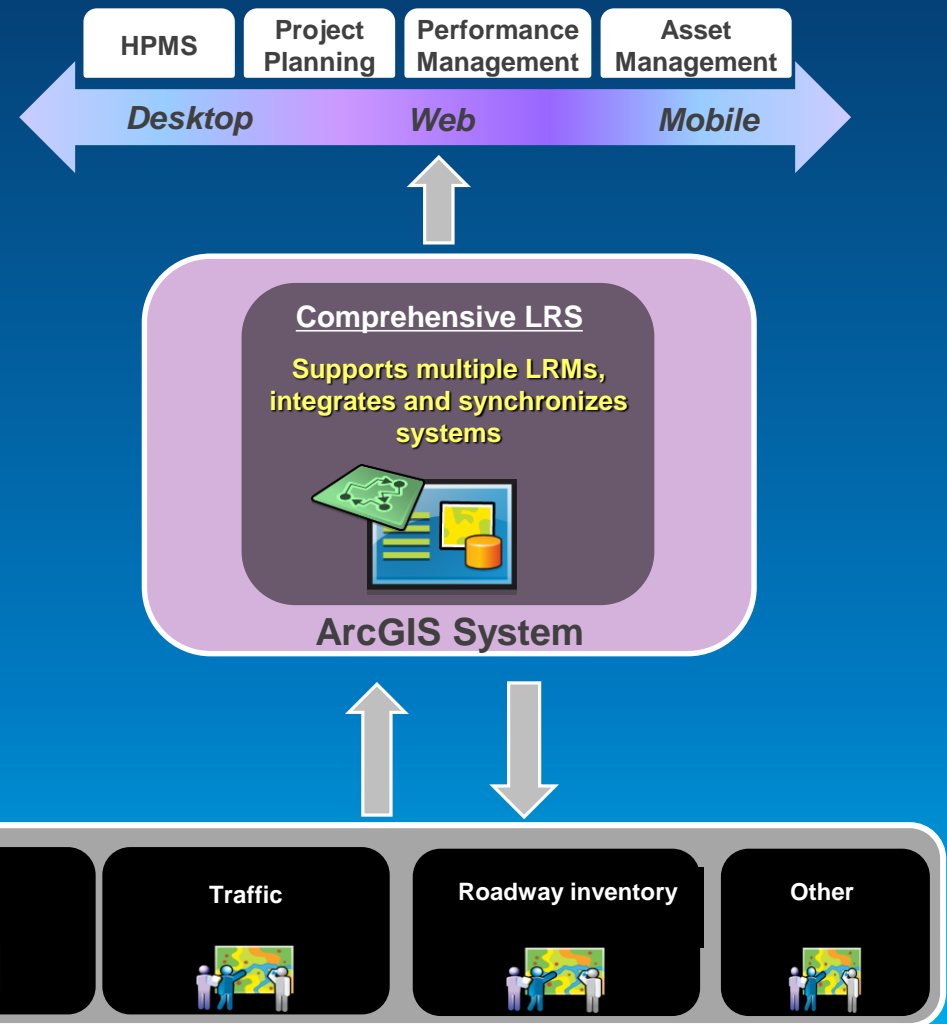 HPMS
Project
Planning
Performance
Management
Asset
Management
Desktop
Web
Mobile
Comprehensive LRS
Supports multiple LRMs,
integrates and synchronizes
systems
ArcGIS System
Traffic
Roadway inventory
Other